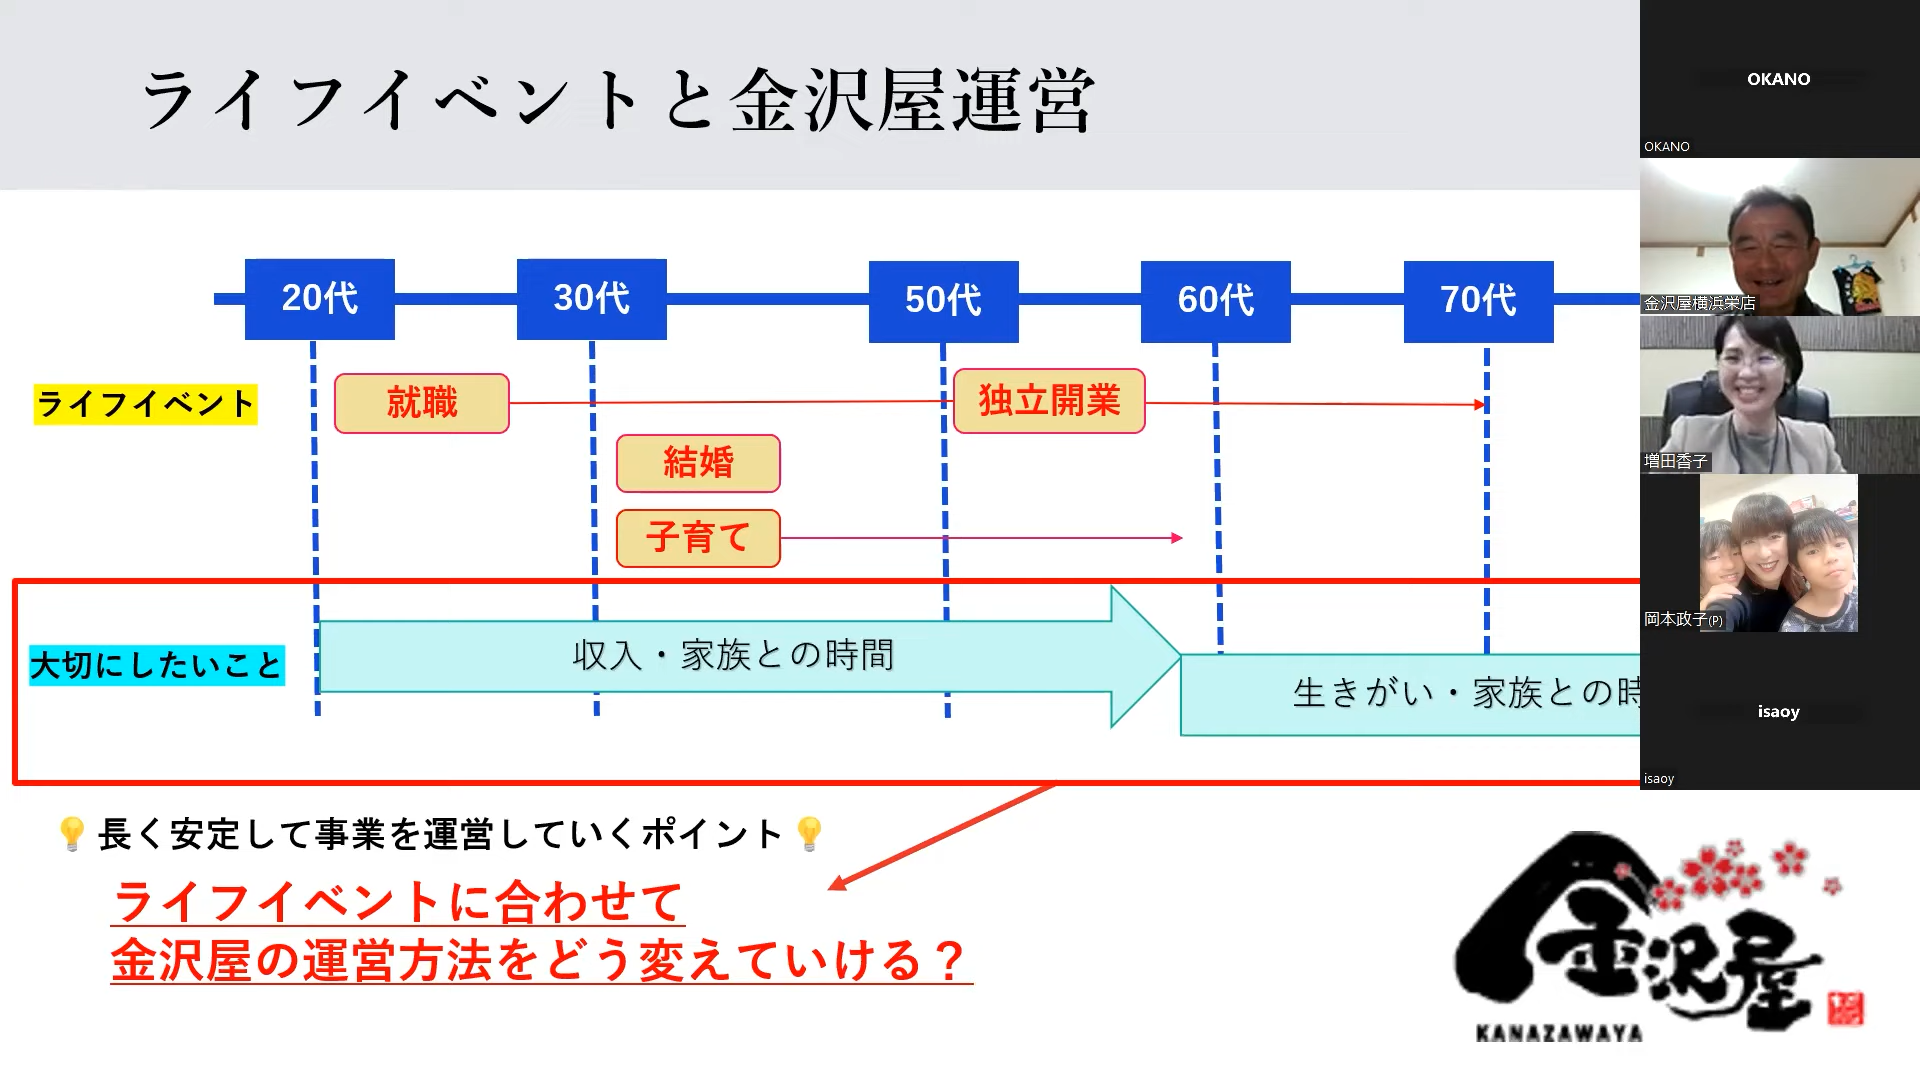 ライフイベントと金沢屋運営
20代
30代
50代
60代
70代
ライフイベント
就職
独立開業
結婚
子育て
大切にしたいこと
収入・家族との時間
生きがい・家族との時
💡長く安定して事業を運営していくポイント💡
ライフイベントに合わせて
金沢屋の運営方法をどう変えていける？
金沢屋
KANAZAWAYA
OKANO
OKANO
金沢屋横浜栄店
増田香子
岡本政子(P)
isaoy
isaoy